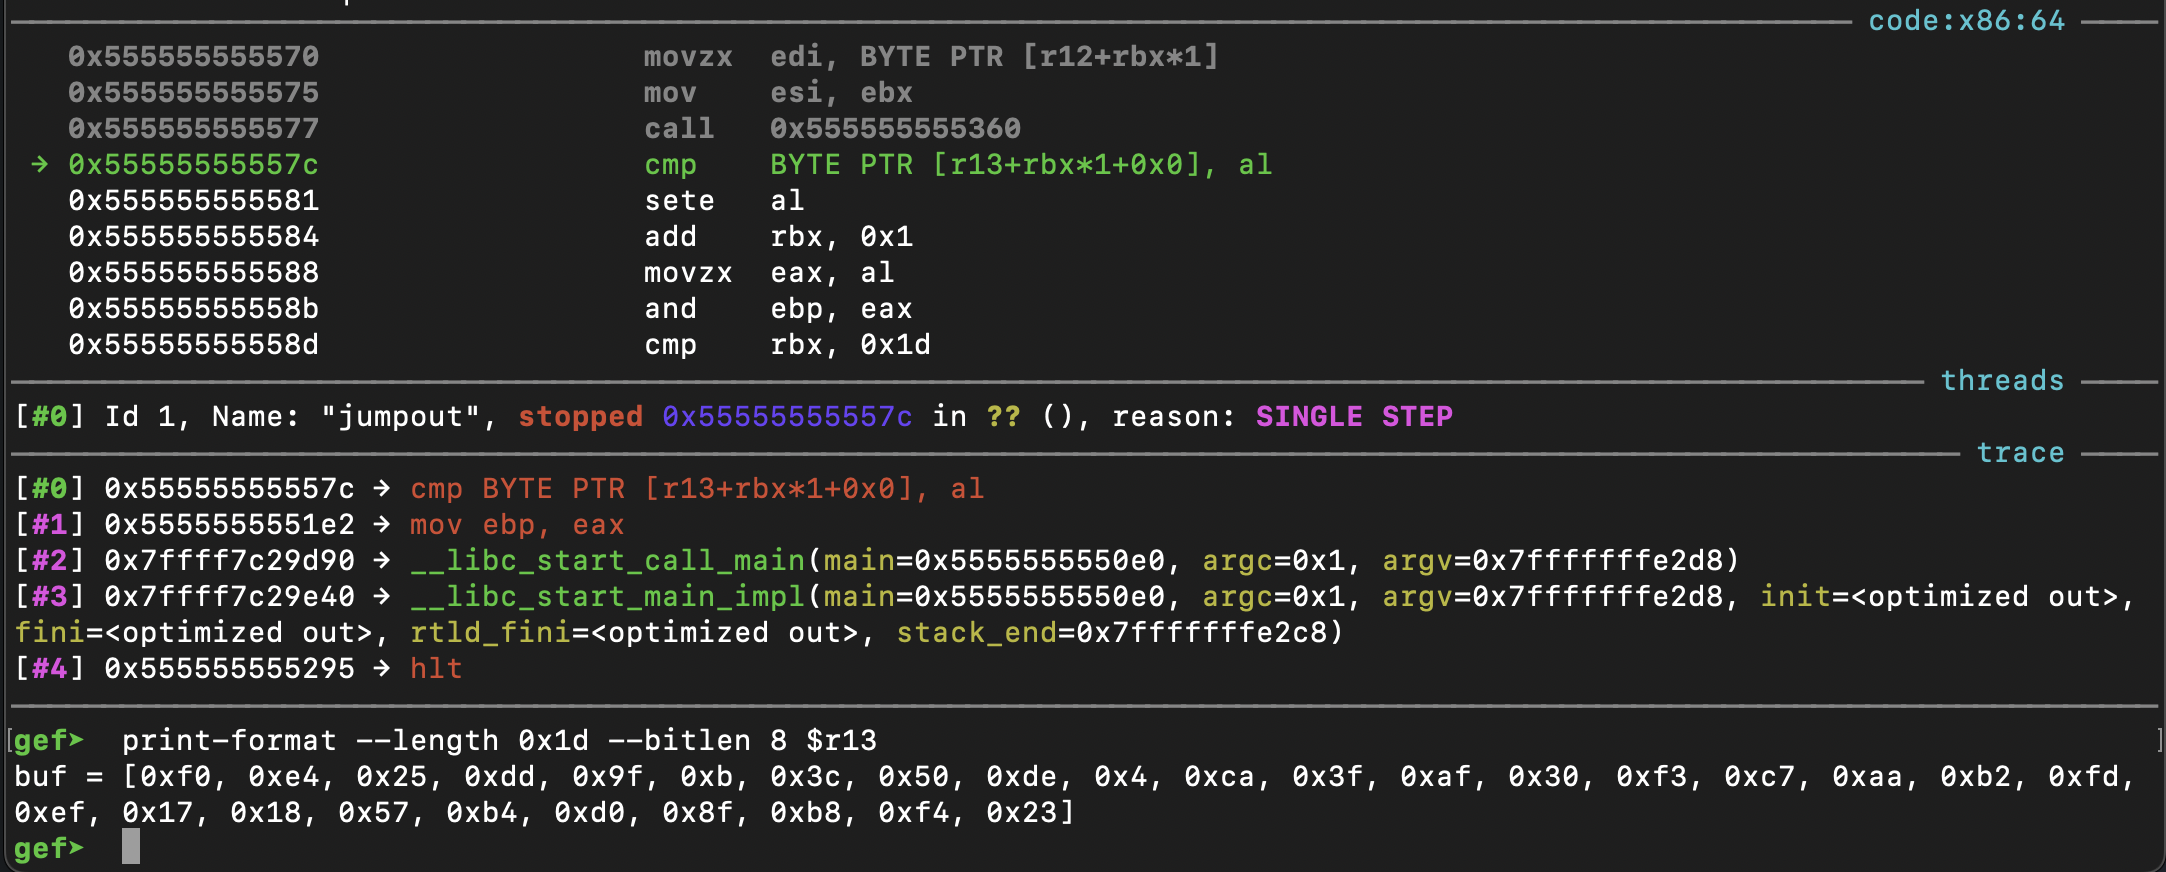 code:x86:64
0x555555555570 movzx edi, BYTE PTR [r12+rbx*1]
0x555555555575 mov esi, ebx
0x555555555577 call 0x555555555360
→ 0x55555555557c cmp BYTE PTR [r13+rbx*1+0x0], al
0x555555555581 sete al
0x555555555584 add rbx, 0x1
0x555555555588 movzx eax, al
0x55555555558b and ebp, eax
0x55555555558d cmp rbx, 0x1d
threads
[#0] Id 1, Name: "jumpout", stopped 0x55555555557c in ?? (), reason: SINGLE STEP
trace
[#0] 0x55555555557c → cmp BYTE PTR [r13+rbx*1+0x0], al
[#1] 0x5555555551e2 → mov ebp, eax
[#2] 0x7ffff7c29d90 → __libc_start_call_main(main=0x5555555550e0, argc=0x1, argv=0x7fffffffe2d8)
[#3] 0x7ffff7c29e40 → __libc_start_main_impl(main=0x5555555550e0, argc=0x1, argv=0x7fffffffe2d8, init=<optimized out>,
fini=<optimized out>, rtld_fini=<optimized out>, stack_end=0x7fffffffe2c8)
[#4] 0x555555555295 → hlt
[gef➤ print-format --length 0x1d --bitlen 8 $r13 ]
buf = [0xf0, 0xe4, 0x25, 0xdd, 0x9f, 0xb, 0x3c, 0x50, 0xde, 0x4, 0xca, 0x3f, 0xaf, 0x30, 0xf3, 0xc7, 0xaa, 0xb2, 0xfd,
0xef, 0x17, 0x18, 0x57, 0xb4, 0xd0, 0x8f, 0xb8, 0xf4, 0x23]
gef➤